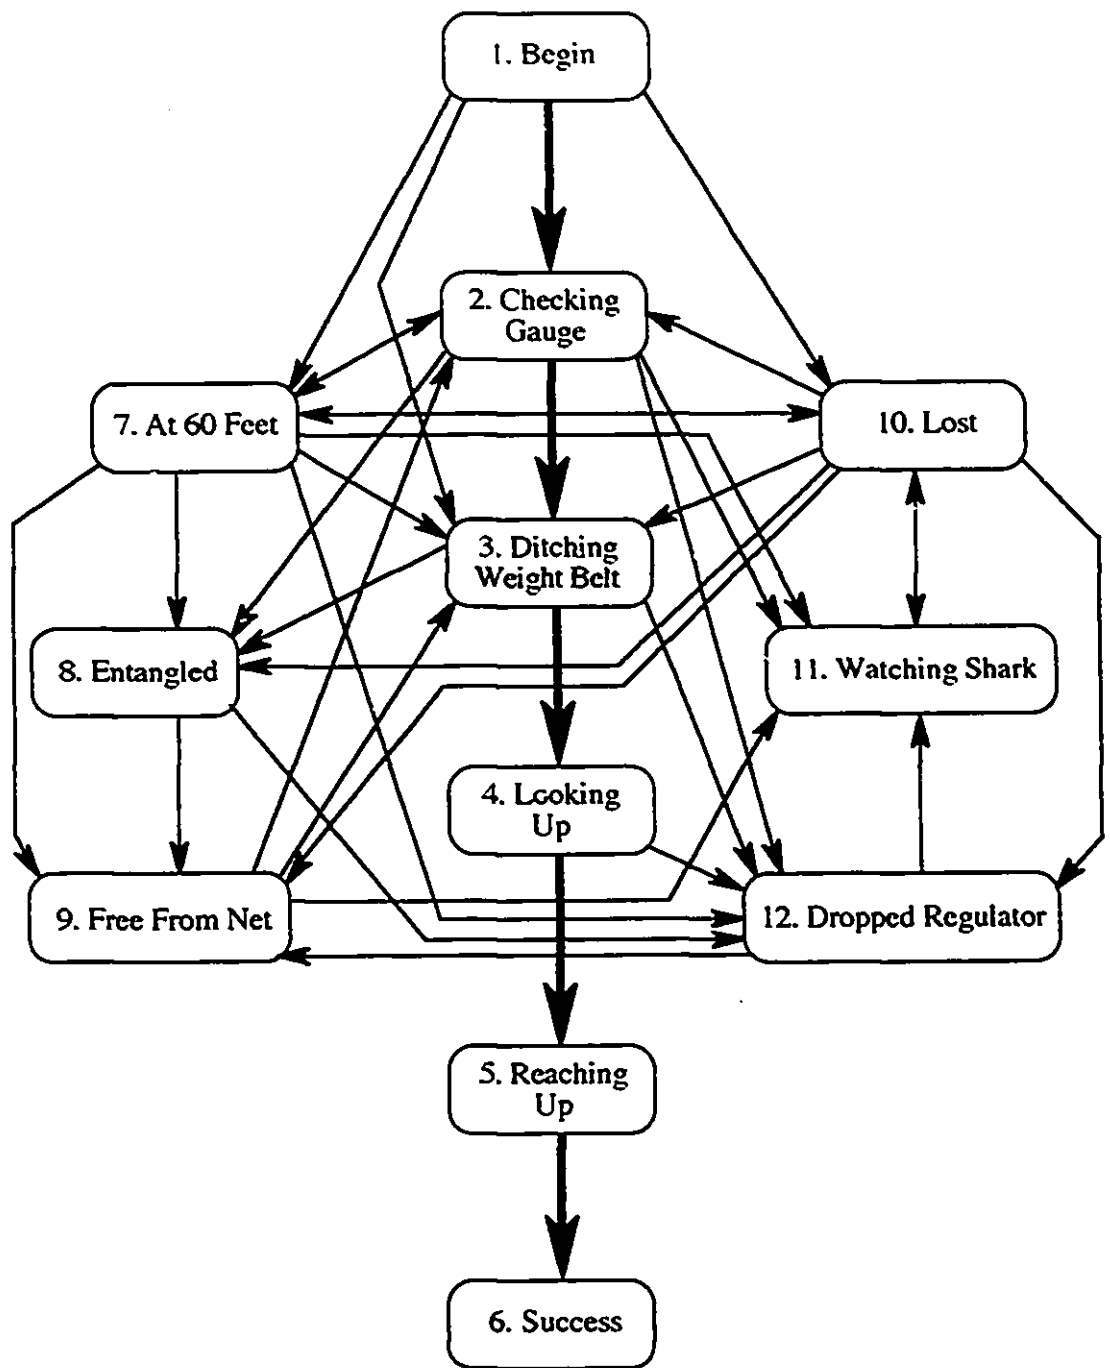 1. Begin
2. Checking
Gauge
7. At 60 Feet
10. Lost
3. Ditching
Weight Belt
8. Entangled
11. Watching Shark
4. Looking
Up
9. Free From Net
12. Dropped Regulator
5. Reaching
Up
6. Success